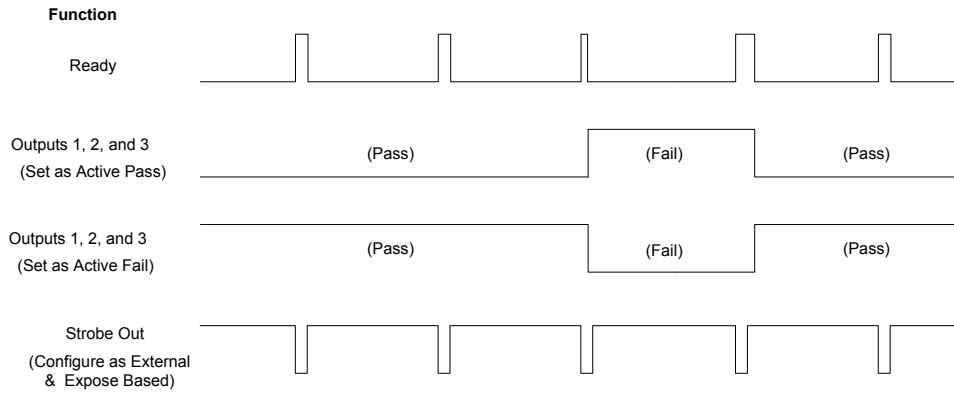 Function
Ready
Outputs 1, 2, and 3
(Set as Active Pass)
(Pass)
(Fail)
(Pass)
Outputs 1, 2, and 3
(Set as Active Fail)
(Pass)
(Fail)
(Pass)
Strobe Out
(Configure as External
& Expose Based)